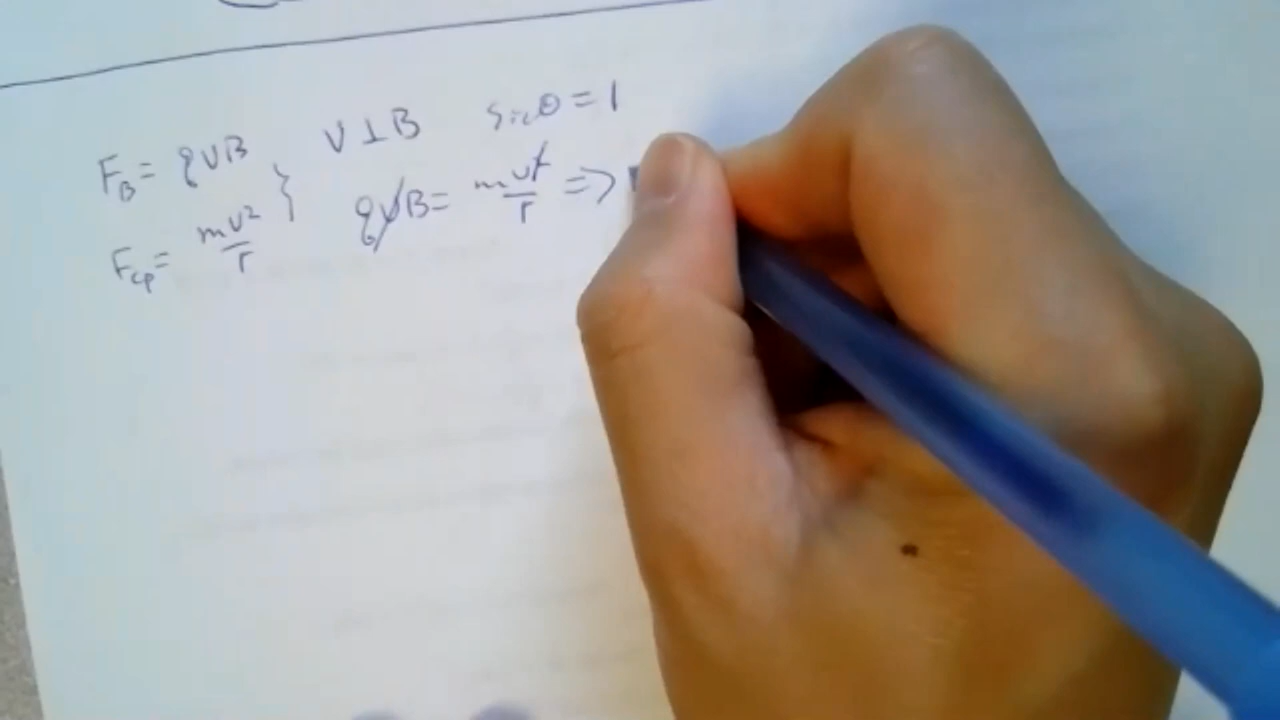 F_B = qvB } v ⊥ B sinθ = 1
F_cp = mv²/r qvB = mv²/r =>